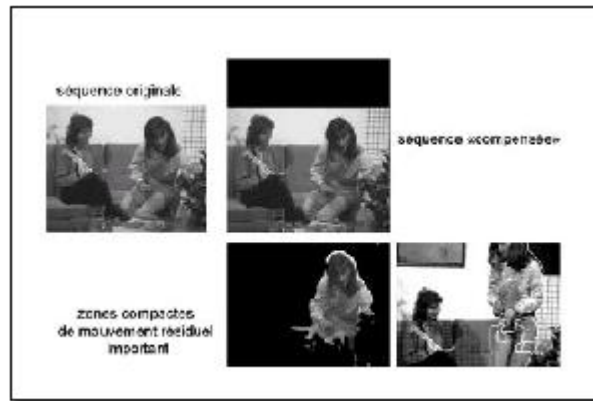 séquence originale
séquence «compensée»
zones compactes
de mouvement résiduel
important